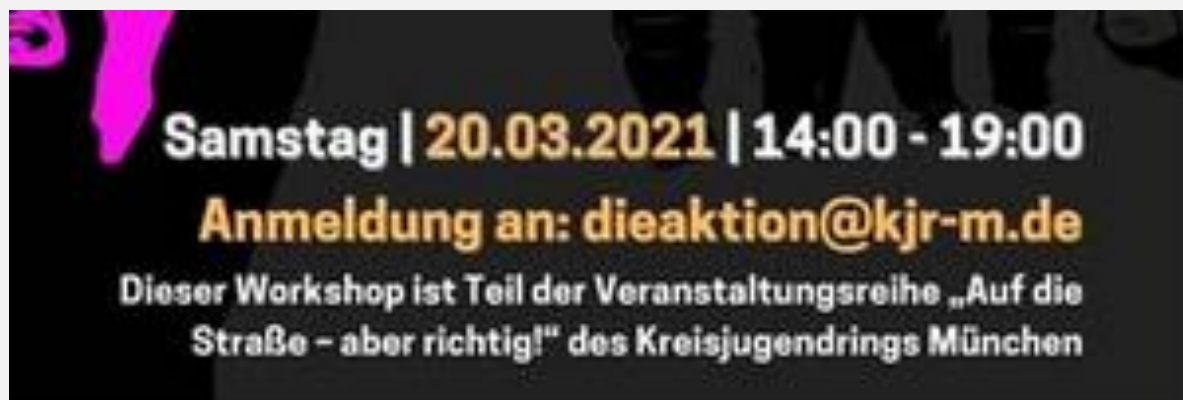 Samstag | 20.03.2021 | 14:00 - 19:00
Anmeldung an: dieaktion@kjr-m.de
Dieser Workshop ist Teil der Veranstaltungsreihe „Auf die
Straße – aber richtig!“ des Kreisjugendrings München